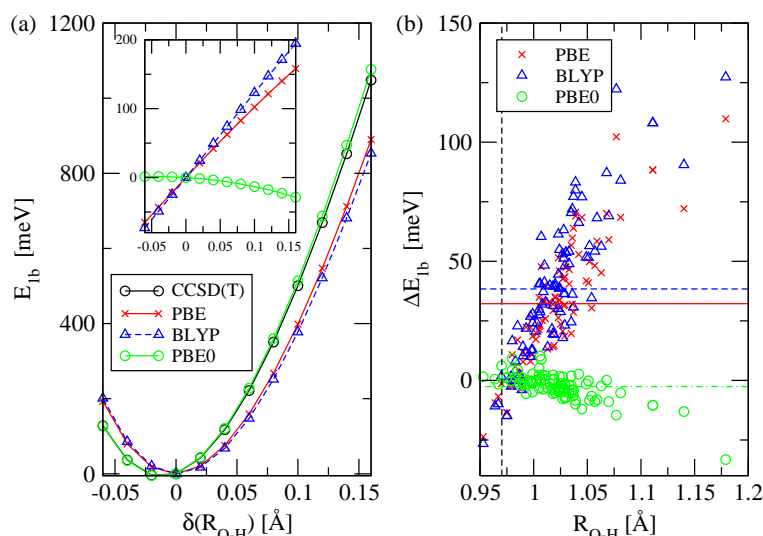 (a)
1200
800
400
0
E1b [meV]
200
100
0
-0.05 0 0.05 0.1 0.15
CCSD(T)
PBE
BLYP
PBE0
-0.05 0 0.05 0.1 0.15
δ(RO-H) [Å]
(b)
150
100
50
0
ΔE1b [meV]
PBE
BLYP
PBE0
0.95 1 1.05 1.1 1.15 1.2
RO-H [Å]